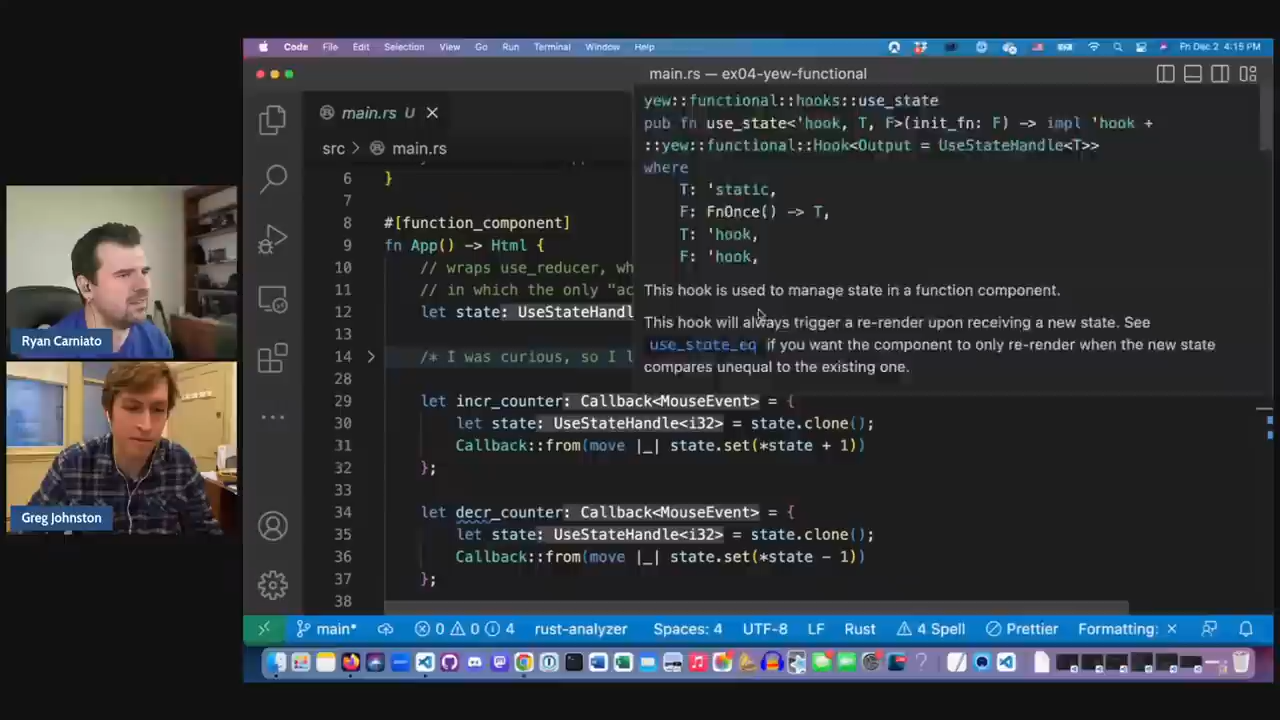 Code File Edit Selection View Go Run Terminal Window Help
Fri Dec 2 4:15 PM
main.rs — ex04-yew-functional
main.rs U
src > main.rs
6 }
7
8 #[function_component]
9 fn App() -> Html {
10 // wraps use_reducer, wh
11 // in which the only "ac
12 let state: UseStateHandl
13
14 /* I was curious, so I l
28
29 let incr_counter: Callback<MouseEvent> = {
30 let state: UseStateHandle<i32> = state.clone();
31 Callback::from(move |_| state.set(*state + 1))
32 };
33
34 let decr_counter: Callback<MouseEvent> = {
35 let state: UseStateHandle<i32> = state.clone();
36 Callback::from(move |_| state.set(*state - 1))
37 };
38
yew::functional::hooks::use_state
pub fn use_state<'hook, T, F>(init_fn: F) -> impl 'hook +
::yew::functional::Hook<Output = UseStateHandle<T>>
where
T: 'static,
F: FnOnce() -> T,
T: 'hook,
F: 'hook,
This hook is used to manage state in a function component.
This hook will always trigger a re-render upon receiving a new state. See
use_state_eq if you want the component to only re-render when the new state
compares unequal to the existing one.
Ryan Carniato
Greg Johnston
main* 0 0 4 rust-analyzer Spaces: 4 UTF-8 LF Rust 4 Spell Prettier Formatting: ×